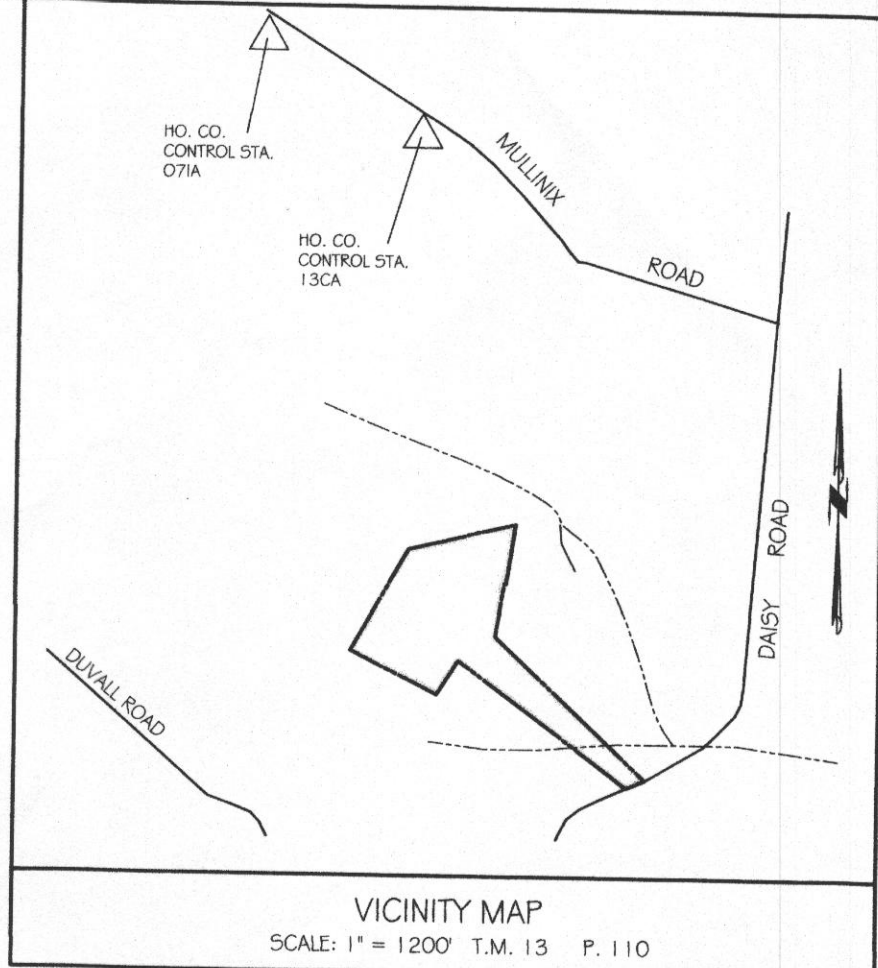 HO. CO.
CONTROL STA.
071A
HO. CO.
CONTROL STA.
13CA
MULLINIX
ROAD
DAISY ROAD
DUVALL ROAD
VICINITY MAP
SCALE: 1" = 1200' T.M. 13 P. 110